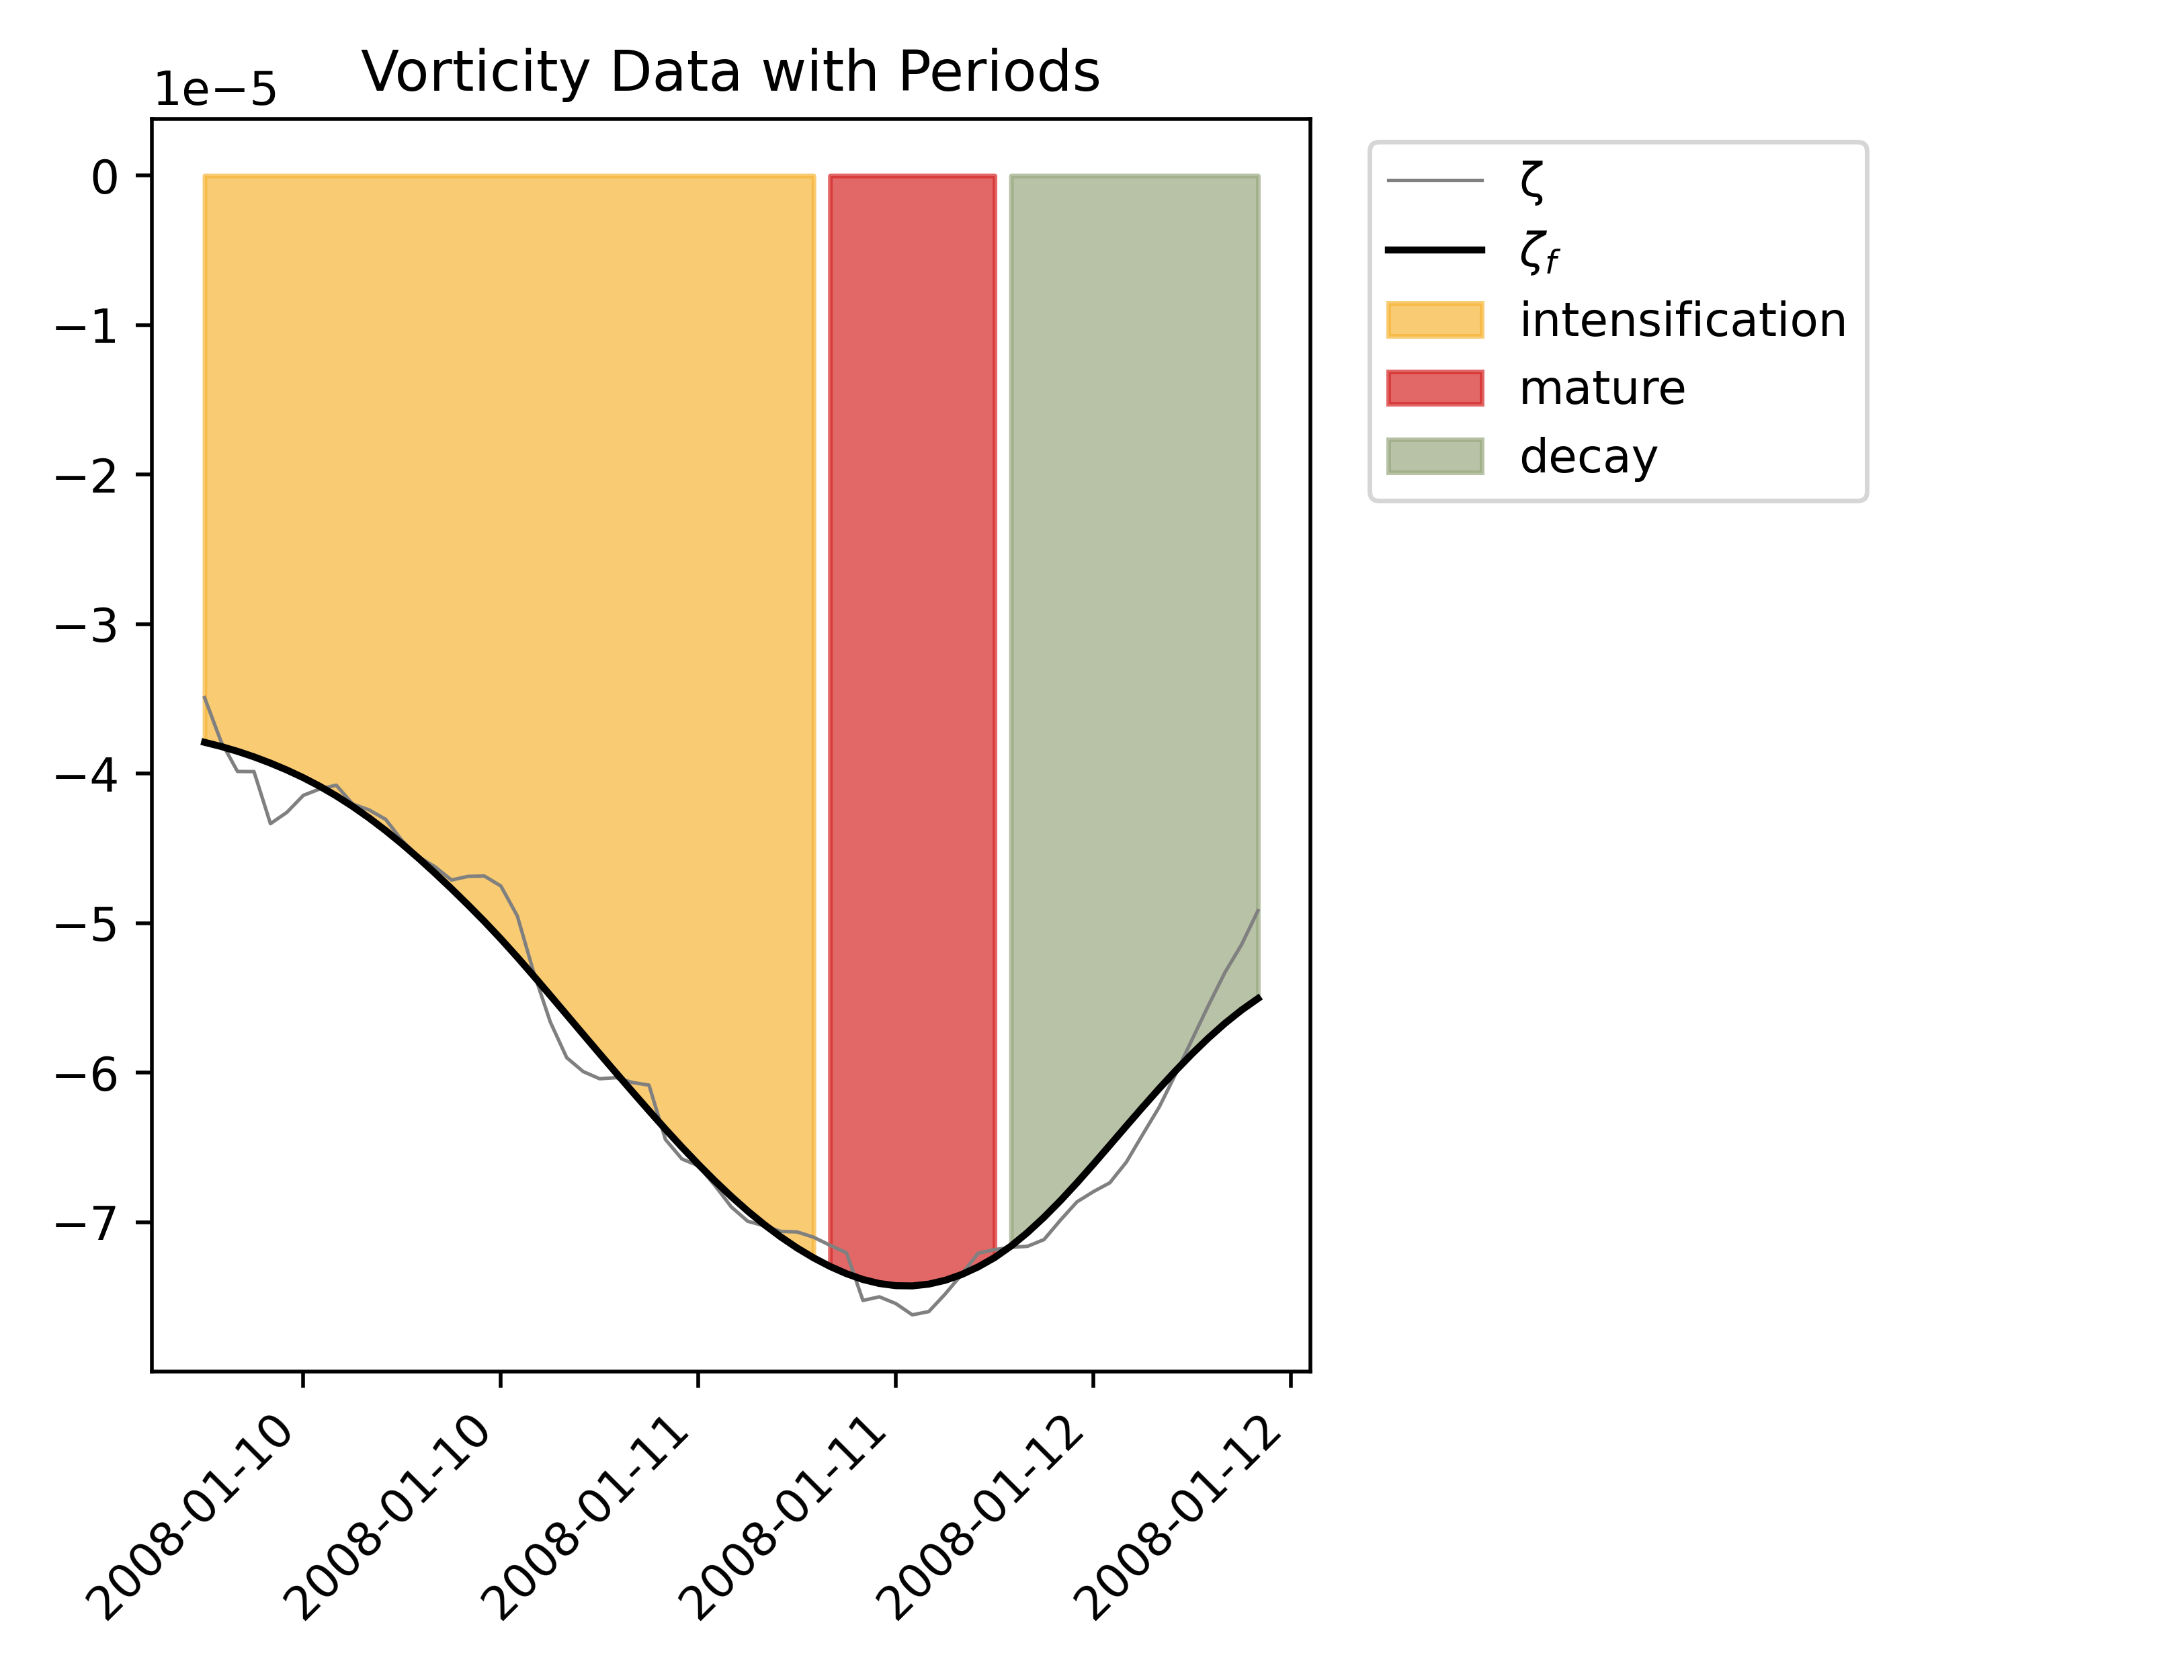 Vorticity Data with Periods
1e−5
0
−1
−2
−3
−4
−5
−6
−7
2008-01-10
2008-01-10
2008-01-11
2008-01-11
2008-01-12
2008-01-12
ζ
ζ_f
intensification
mature
decay